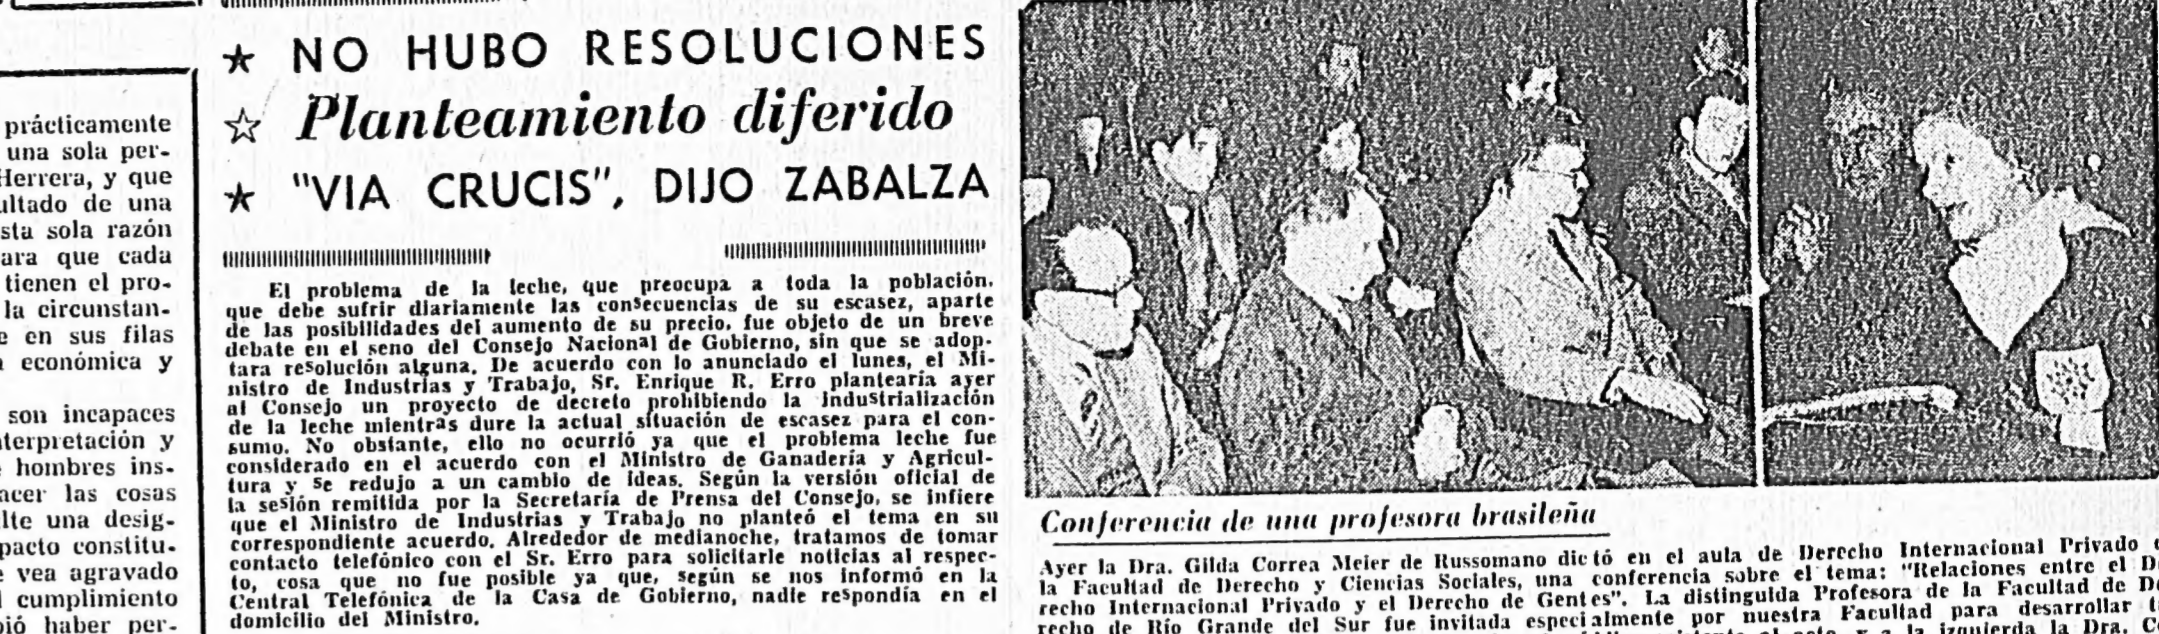 prácticamente
una sola per-
Herrera, y que
ultado de una
sta sola razón
ara que cada
tienen el pro-
la circunstan-
e en sus filas
económica y
son incapaces
nterpretación y
hombres ins-
acer las cosas
lte una desig-
pacto constitu-
e vea agravado
cumplimiento
bió haber per-
NO HUBO RESOLUCIONES
Planteamiento diferido
"VIA CRUCIS", DIJO ZABALZA
El problema de la leche, que preocupa a toda la población,
que debe sufrir diariamente las consecuencias de su escasez, aparte
de las posibilidades del aumento de su precio, fue objeto de un breve
debate en el seno del Consejo Nacional de Gobierno, sin que se adop-
tara resolución alguna. De acuerdo con lo anunciado el lunes, el Mi-
nistro de Industrias y Trabajo, Sr. Enrique R. Erro plantearía ayer
al Consejo un proyecto de decreto prohibiendo la industrialización
de la leche mientras dure la actual situación de escasez para el con-
sumo. No obstante, ello no ocurrió ya que el problema leche fue
considerado en el acuerdo con el Ministro de Ganadería y Agricul-
tura y se redujo a un cambio de ideas. Según la versión oficial de
la sesión remitida por la Secretaría de Prensa del Consejo, se infiere
que el Ministro de Industrias y Trabajo no planteó el tema en su
correspondiente acuerdo. Alrededor de medianoche, tratamos de tomar
contacto telefónico con el Sr. Erro para solicitarle noticias al respec-
to, cosa que no fue posible ya que, según se nos informó en la
Central Telefónica de la Casa de Gobierno, nadie respondía en el
domicilio del Ministro.
Conferencia de una profesora brasileña
Ayer la Dra. Gilda Correa Meier de Russomano dictó en el aula de Derecho Internacional Privado
la Facultad de Derecho y Ciencias Sociales, una conferencia sobre el tema: "Relaciones entre el De
recho Internacional Privado y el Derecho de Gentes". La distinguida Profesora de la Facultad de De
recho de Río Grande del Sur fue invitada especialmente por nuestra Facultad para desarrollar
y a la izquierda la Dra.